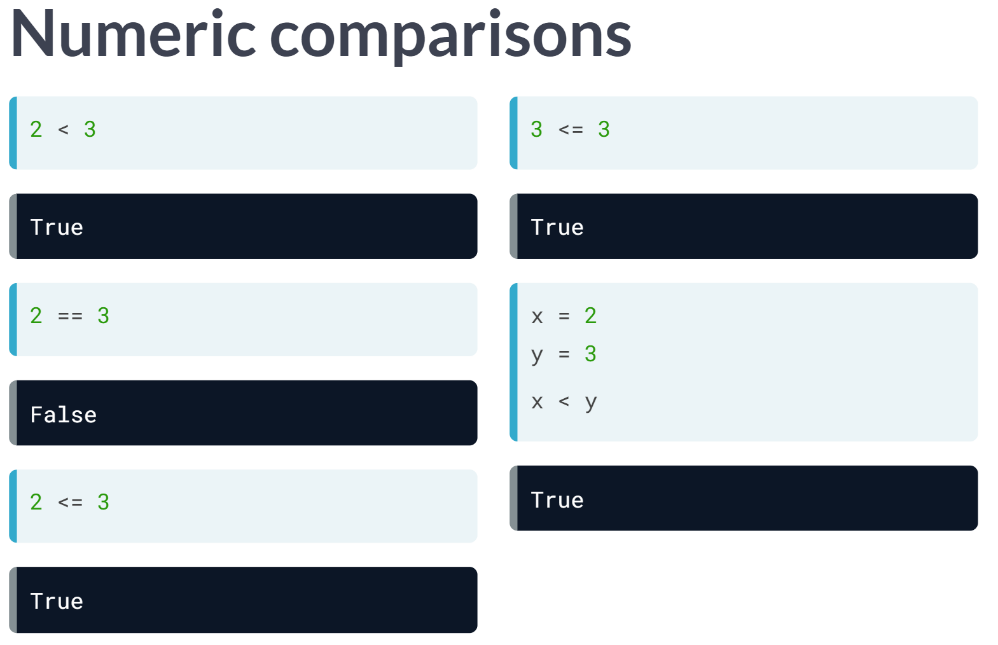 Numeric comparisons
2 < 3
True
2 == 3
False
2 <= 3
True
3 <= 3
True
x = 2
y = 3
x < y
True